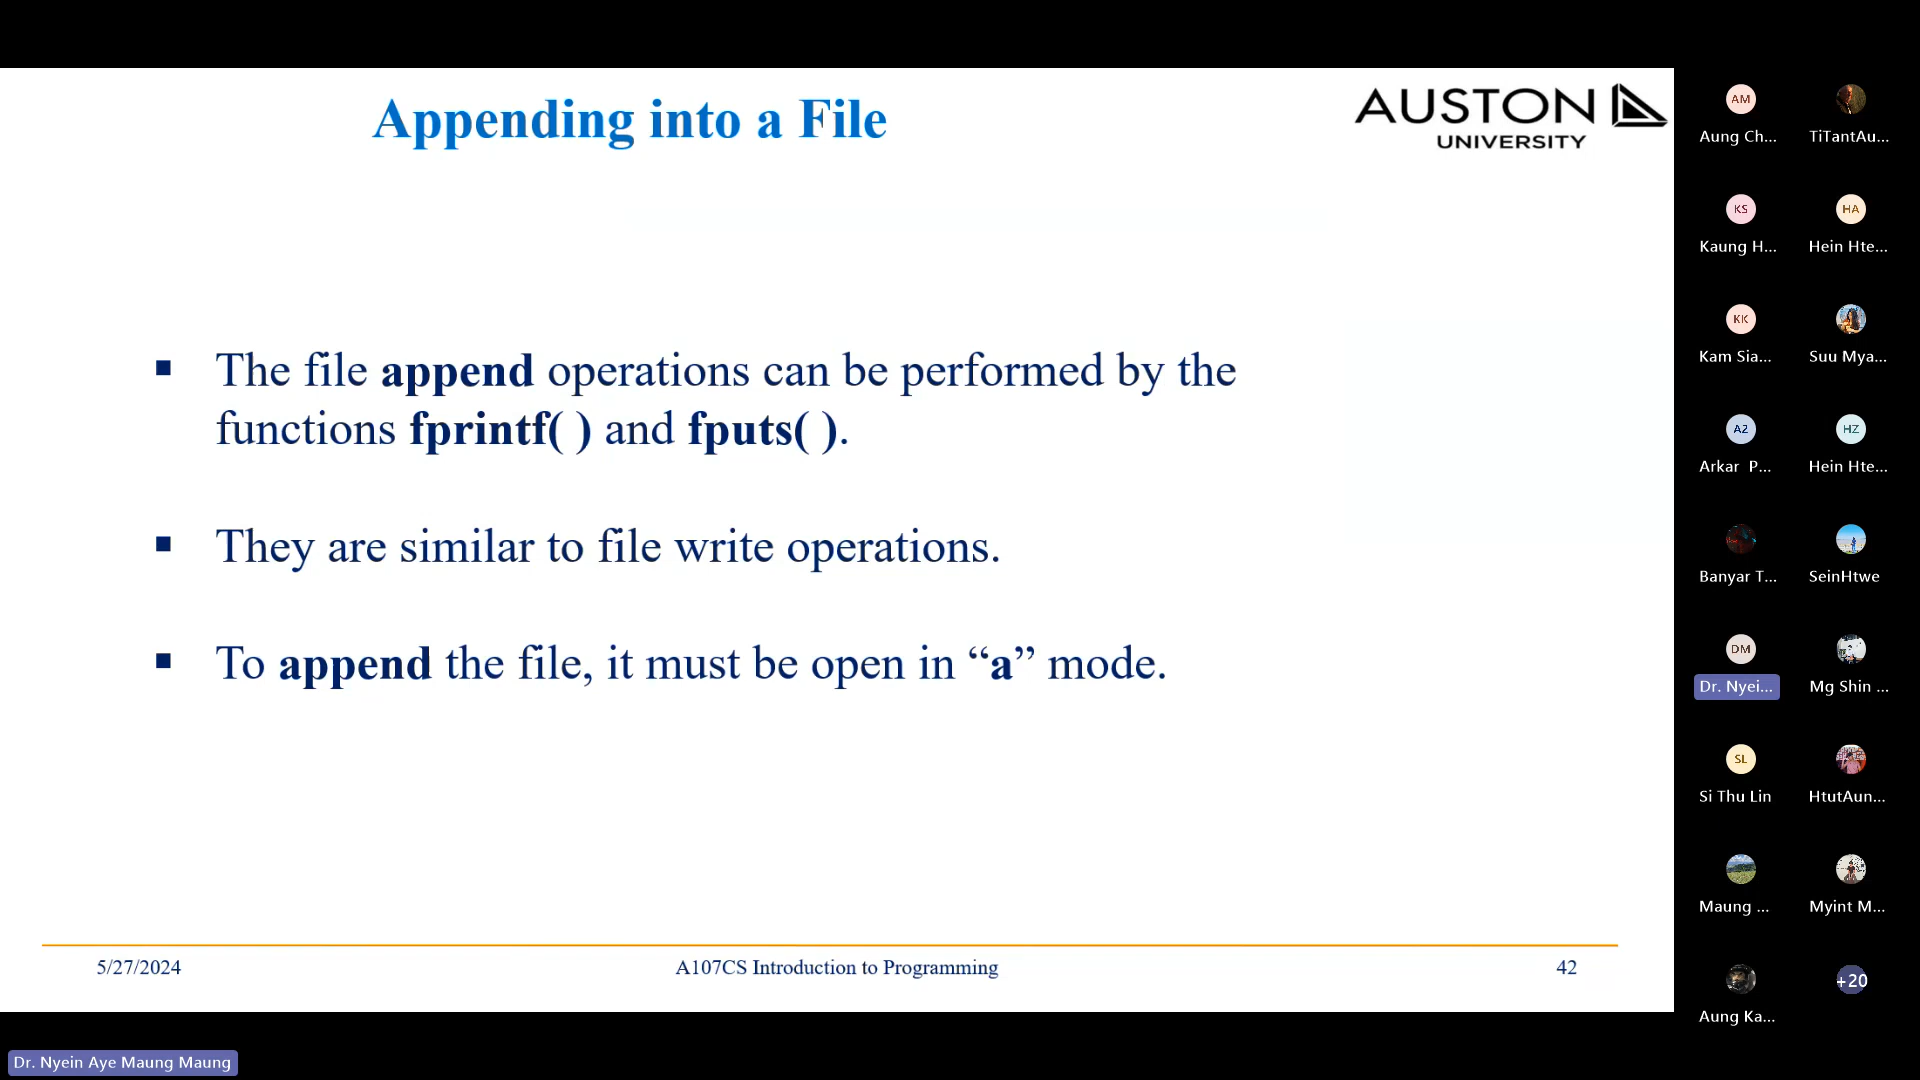 Appending into a File
AUSTON
UNIVERSITY
▪ The file append operations can be performed by the
functions fprintf( ) and fputs( ).
▪ They are similar to file write operations.
▪ To append the file, it must be open in “a” mode.
5/27/2024
A107CS Introduction to Programming
42
AM
Aung Ch...
TiTantAu...
KS
Kaung H...
HA
Hein Hte...
KK
Kam Sia...
Suu Mya...
A2
Arkar P...
HZ
Hein Hte...
Banyar T...
SeinHtwe
DM
Dr. Nyei...
Mg Shin ...
SL
Si Thu Lin
HtutAun...
Maung ...
Myint M...
Aung Ka...
+20
Dr. Nyein Aye Maung Maung